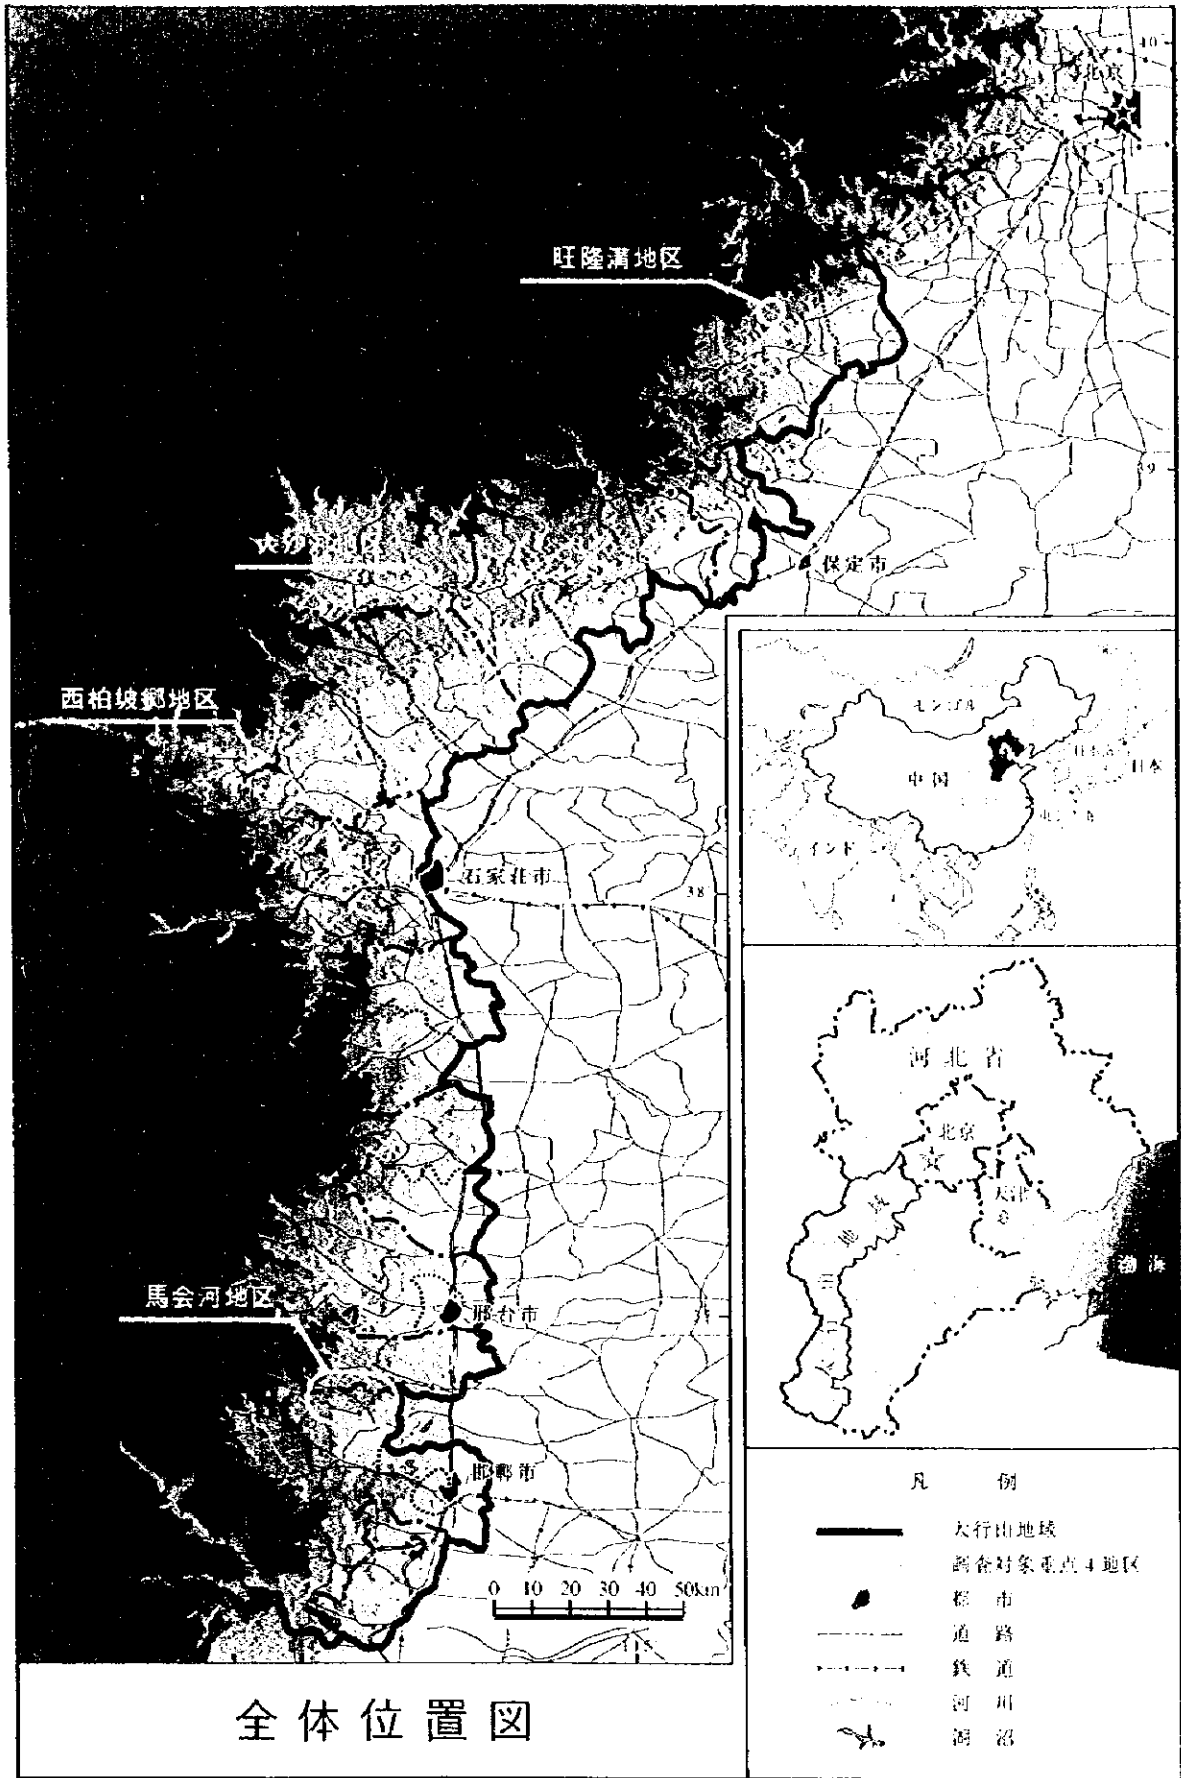 40
北京
旺隆溝地区
39
保定市
西柏坡郷地区
石家荘市
38
馬会河地区
邢台市
邯鄲市
0 10 20 30 40 50km
全体位置図
モンゴル
中国
日本
インド
河北省
北京
天津
渤海
凡例
大行山地域
調査対象重点4地区
都市
道路
鉄道
河川
湖沼